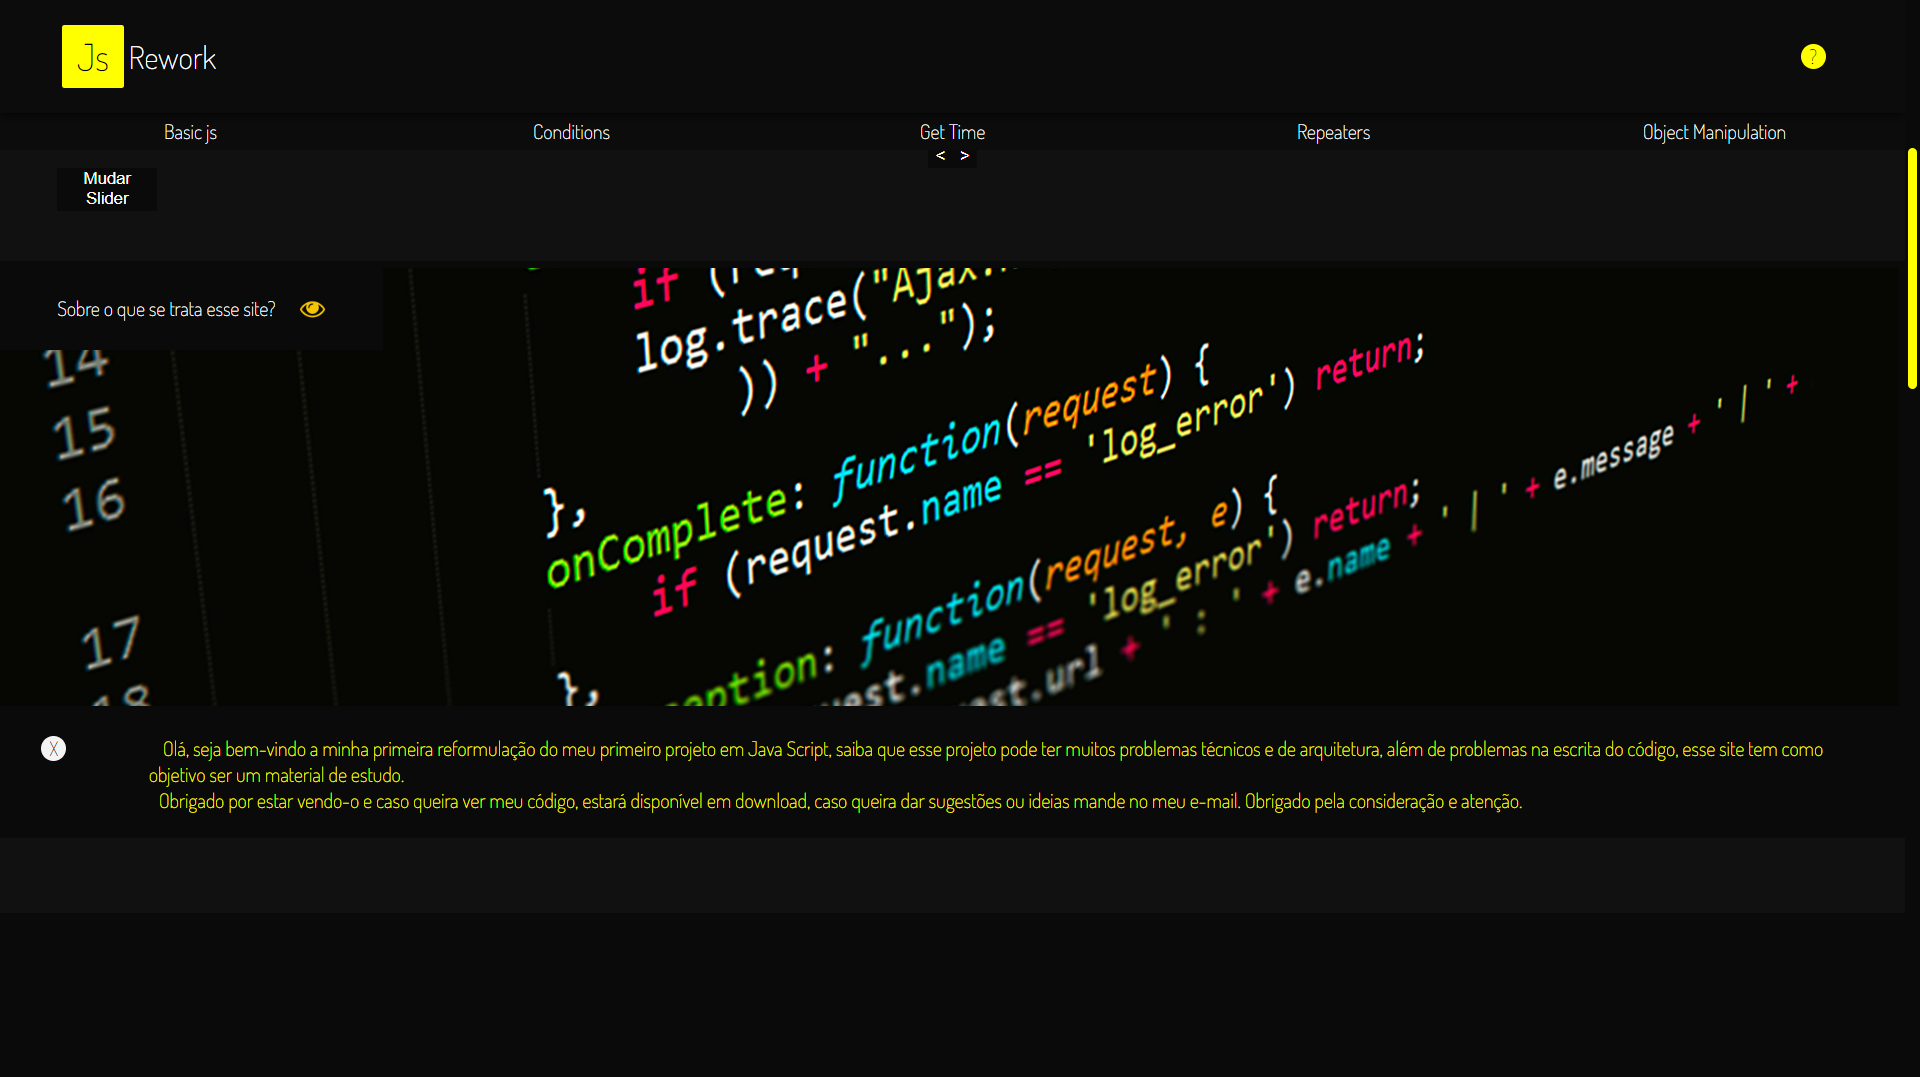 Js Rework
?
Basic js Conditions Get Time Repeaters Object Manipulation
< >
Mudar
Slider
Sobre o que se trata esse site?
if (req
log.trace("Ajax.
)) + "...");
14
15
},
16
onComplete: function(request) {
if (request.name == 'log_error') return;
},
17
eption: function(request, e) {
uest.name == 'log_error') return;
est.url + ' : ' + e.name + ' | ' + e.message + ' | ' +
18
X
Olá, seja bem-vindo a minha primeira reformulação do meu primeiro projeto em Java Script, saiba que esse projeto pode ter muitos problemas técnicos e de arquitetura, além de problemas na escrita do código, esse site tem como
objetivo ser um material de estudo.
Obrigado por estar vendo-o e caso queira ver meu código, estará disponível em download, caso queira dar sugestões ou ideias mande no meu e-mail. Obrigado pela consideração e atenção.